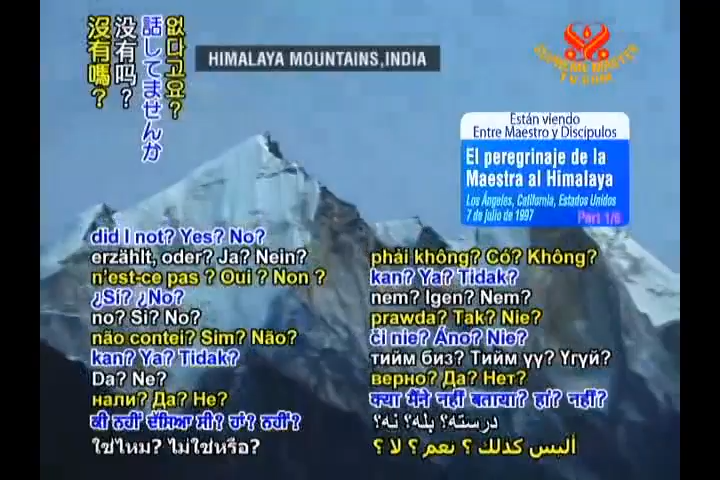 없다고요?
話してませんか
没有吗?
沒有嗎?
HIMALAYA MOUNTAINS,INDIA
SUPREME MASTER
TV.COM
Están viendo
Entre Maestro y Discípulos
El peregrinaje de la
Maestra al Himalaya
Los Ángeles, California, Estados Unidos
7 de julio de 1997
Part 1/6
did I not? Yes? No?
erzählt, oder? Ja? Nein?
n'est-ce pas ? Oui ? Non ?
¿Sí? ¿No?
no? Si? No?
não contei? Sim? Não?
kan? Ya? Tidak?
Da? Ne?
нали? Да? Не?
ਕੀ ਨਹੀਂ ਦੱਸਿਆ ਸੀ? ਹਾਂ? ਨਹੀਂ?
ใช่ไหม? ไม่ใช่หรือ?
phải không? Có? Không?
kan? Ya? Tidak?
nem? Igen? Nem?
prawda? Tak? Nie?
či nie? Áno? Nie?
тийм биз? Тийм үү? Үгүй?
верно? Да? Нет?
क्या मैंने नहीं बताया? हां? नहीं?
درسته؟ بله؟ نه؟
أليس كذلك ؟ نعم؟ لا ؟